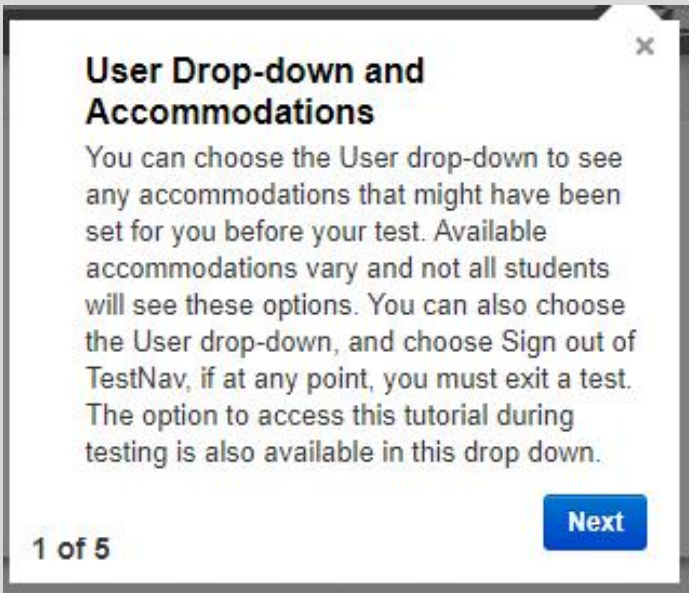 ×
User Drop-down and
Accommodations
You can choose the User drop-down to see
any accommodations that might have been
set for you before your test. Available
accommodations vary and not all students
will see these options. You can also choose
the User drop-down, and choose Sign out of
TestNav, if at any point, you must exit a test.
The option to access this tutorial during
testing is also available in this drop down.
Next
1 of 5